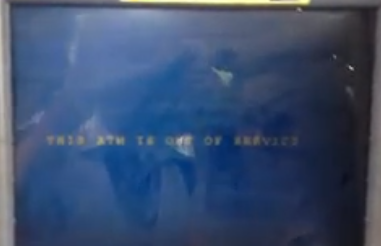 THIS ATM IS OUT OF SERVICE